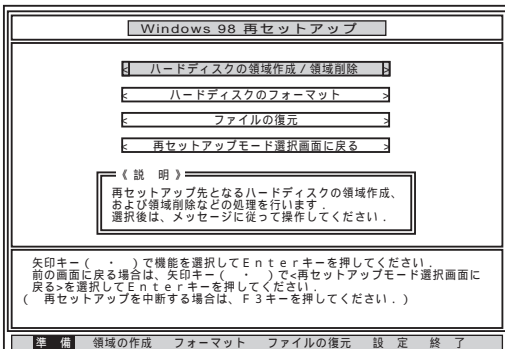 Windows 98 再セットアップ
< ハードディスクの領域作成 / 領域削除 >
< ハードディスクのフォーマット >
< ファイルの復元 >
< 再セットアップモード選択画面に戻る >
《 説 明 》
再セットアップ先となるハードディスクの領域作成、
および領域削除などの処理を行います．
選択後は、メッセージに従って操作してください．
矢印キー ( ・ ) で機能を選択してＥｎｔｅｒキーを押してください．
前の画面に戻る場合は、矢印キー ( ・ ) で<再セットアップモード選択画面に
戻る>を選択してＥｎｔｅｒキーを押してください．
( 再セットアップを中断する場合は、Ｆ３キーを押してください．)
準 備 領域の作成 フォーマット ファイルの復元 設 定 終 了